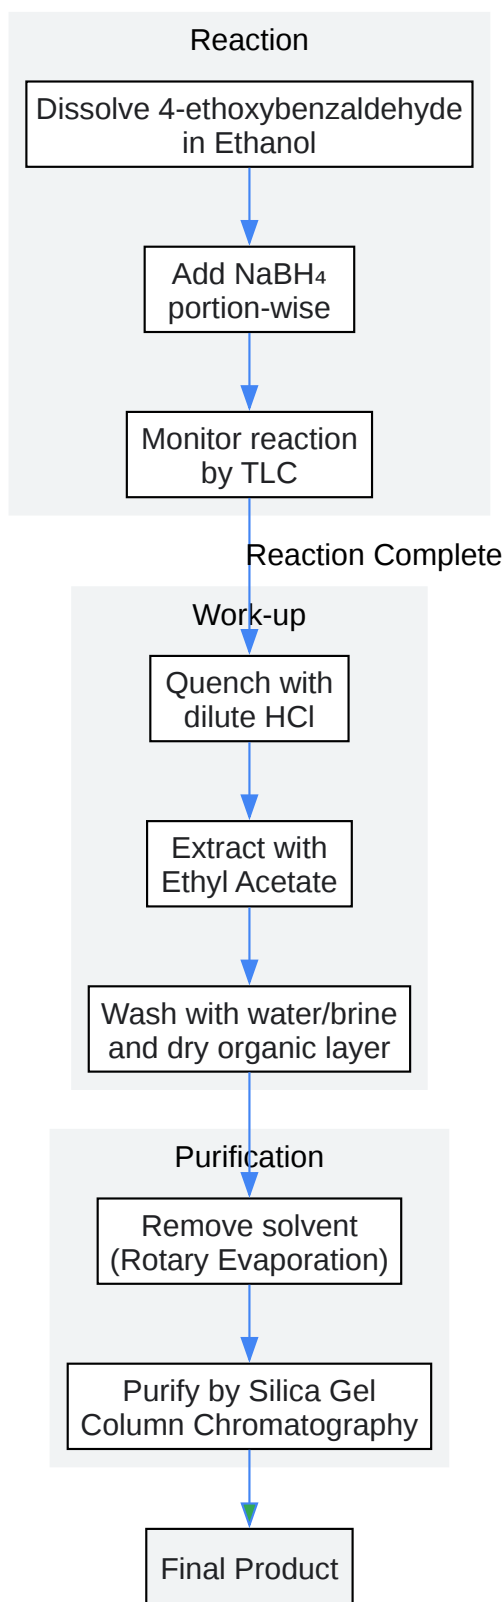 Reaction
Dissolve 4-ethoxybenzaldehyde
in Ethanol
Add NaBH₄
portion-wise
Monitor reaction
by TLC
Reaction Complete
Work-up
Quench with
dilute HCl
Extract with
Ethyl Acetate
Wash with water/brine
and dry organic layer
Purification
Remove solvent
(Rotary Evaporation)
Purify by Silica Gel
Column Chromatography
Final Product